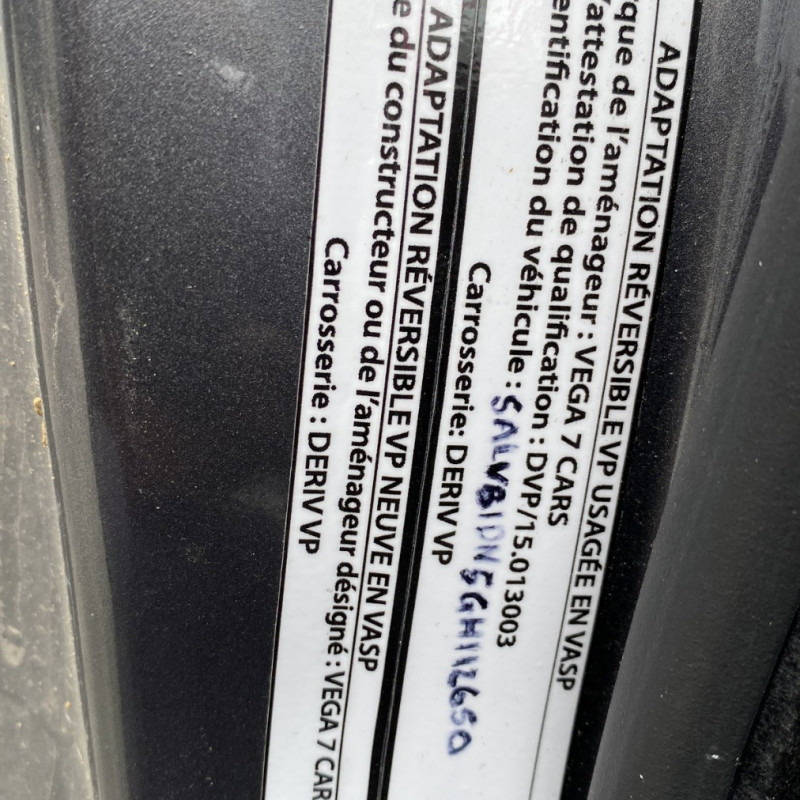 ADAPTATION RÉVERSIBLE VP USAGÉE EN VASP
que de l'aménageur : VEGA 7 CARS
'attestation de qualification : DVP/15.013003
entification du véhicule : SALVB1DN5GH112650
Carrosserie: DERIV VP
ADAPTATION RÉVERSIBLE VP NEUVE EN VASP
e du constructeur ou de l'aménageur désigné : VEGA 7 CAR
Carrosserie : DERIV VP